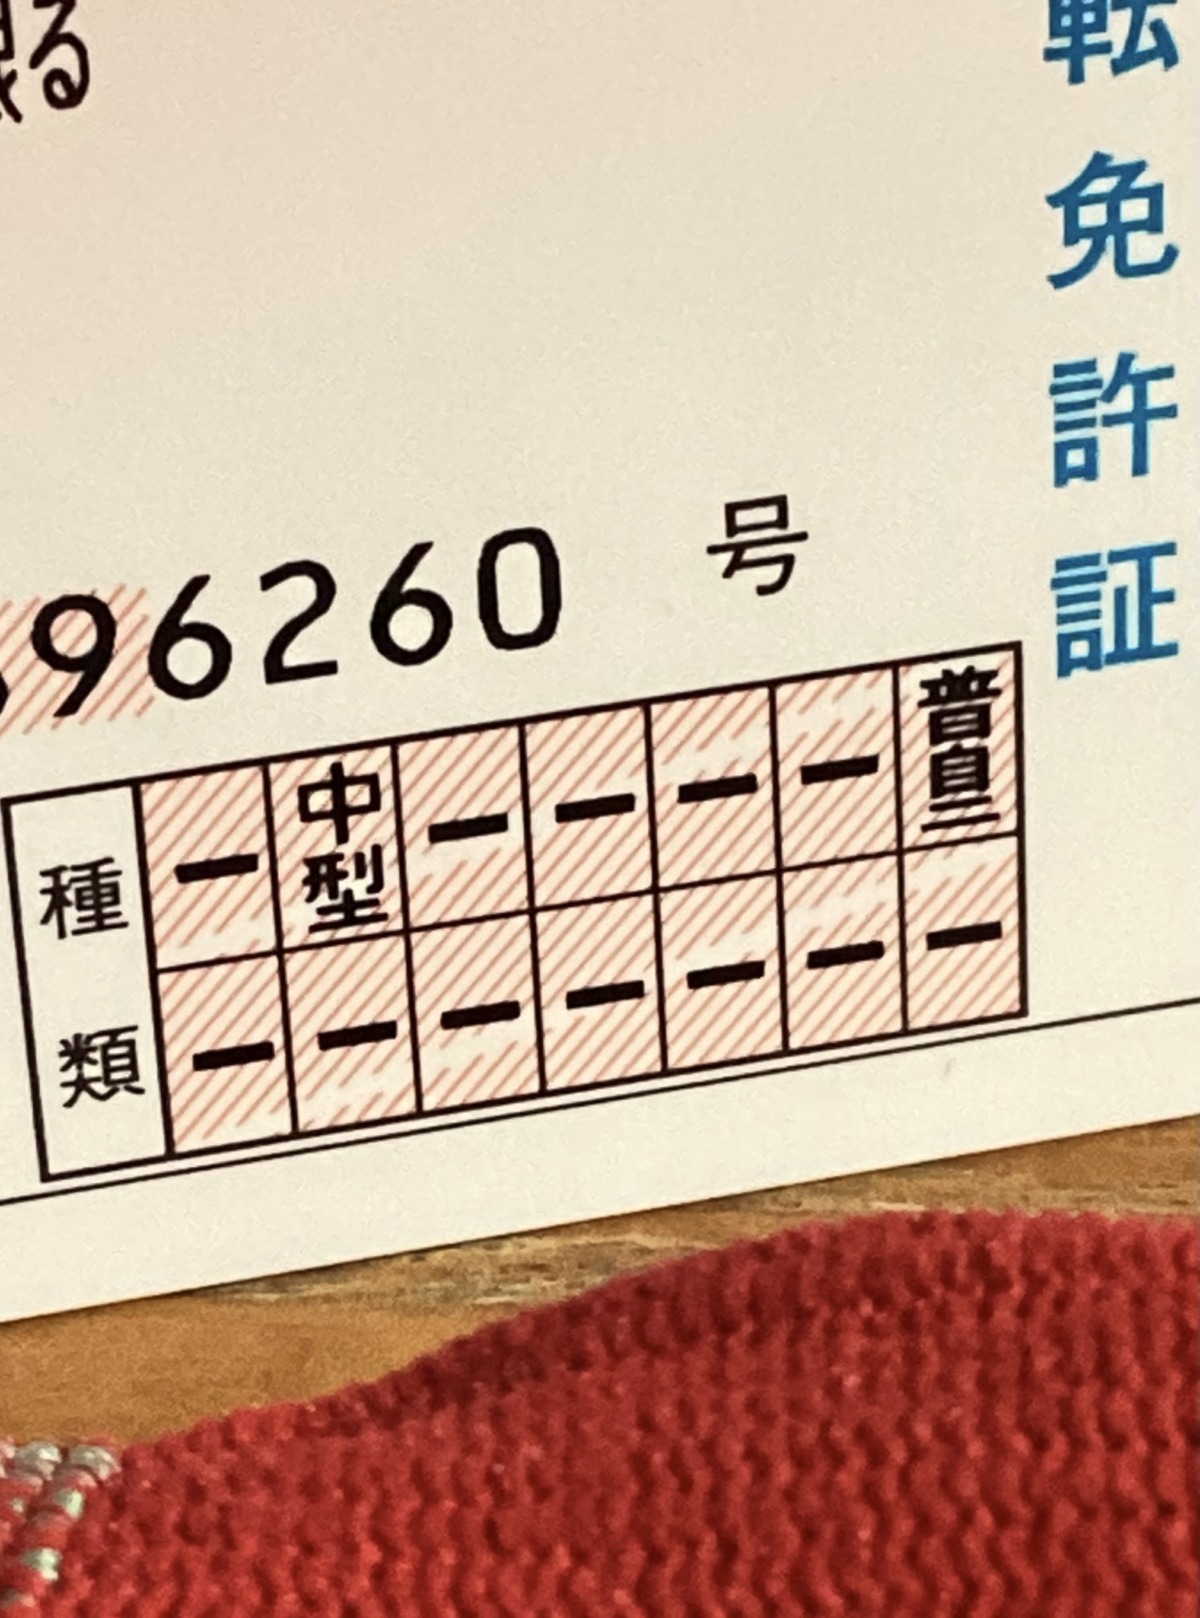 る
96260 号
種類
－ 中型 － － － － 普自二
－ － － － － － －
転免許証